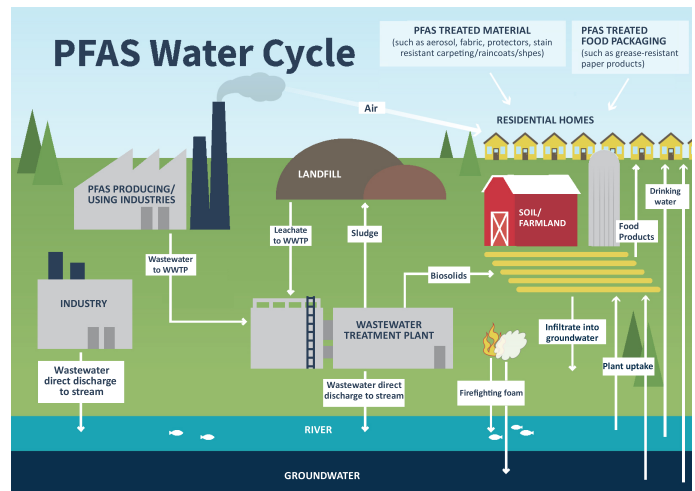 PFAS Water Cycle
PFAS TREATED MATERIAL
(such as aerosol, fabric, protectors, stain
resistant carpeting/raincoats/shpes)
PFAS TREATED
FOOD PACKAGING
(such as grease-resistant
paper products)
Air
RESIDENTIAL HOMES
LANDFILL
PFAS PRODUCING/
USING INDUSTRIES
Drinking
water
SOIL/
FARMLAND
Food
Products
Leachate
to WWTP
Sludge
Wastewater
to WWTP
Biosolids
INDUSTRY
WASTEWATER
TREATMENT PLANT
Infiltrate into
groundwater
Plant uptake
Wastewater
direct discharge
to stream
Wastewater direct
discharge to stream
Firefighting foam
RIVER
GROUNDWATER